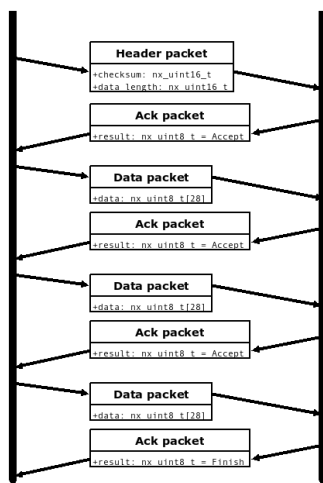 Header packet
+checksum: nx_uint16_t
+data_length: nx_uint16_t
Ack packet
+result: nx_uint8_t = Accept
Data packet
+data: nx_uint8_t[28]
Ack packet
+result: nx_uint8_t = Accept
Data packet
+data: nx_uint8_t[28]
Ack packet
+result: nx_uint8_t = Accept
Data packet
+data: nx_uint8_t[28]
Ack packet
+result: nx_uint8_t = Finish